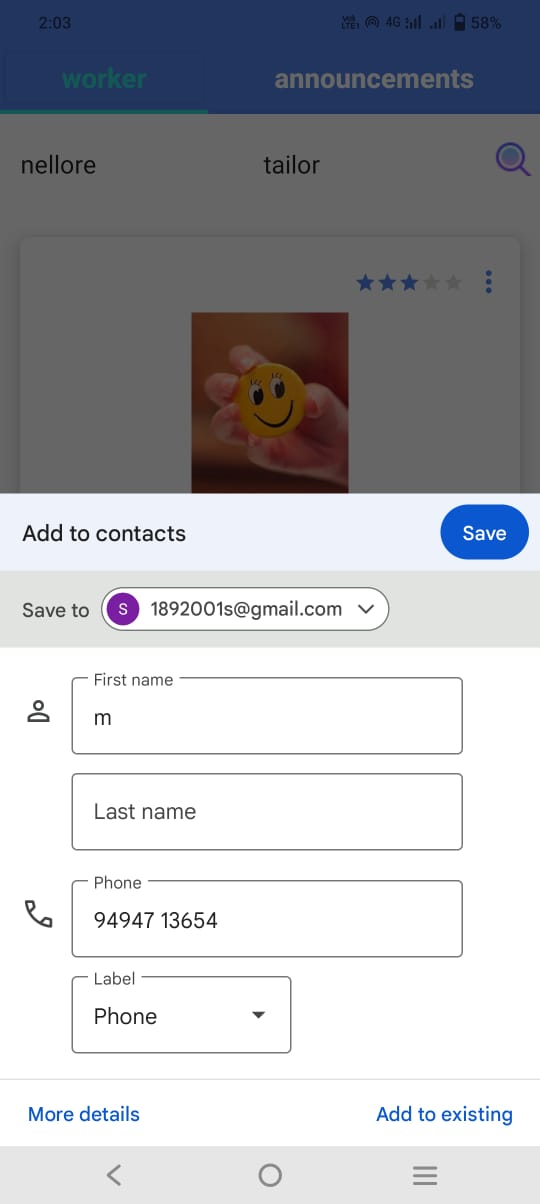 2:03 VoLTE1 4G 58%
worker announcements
nellore tailor
Add to contacts Save
Save to S 1892001s@gmail.com
First name
m
Last name
Phone
94947 13654
Label
Phone
More details Add to existing